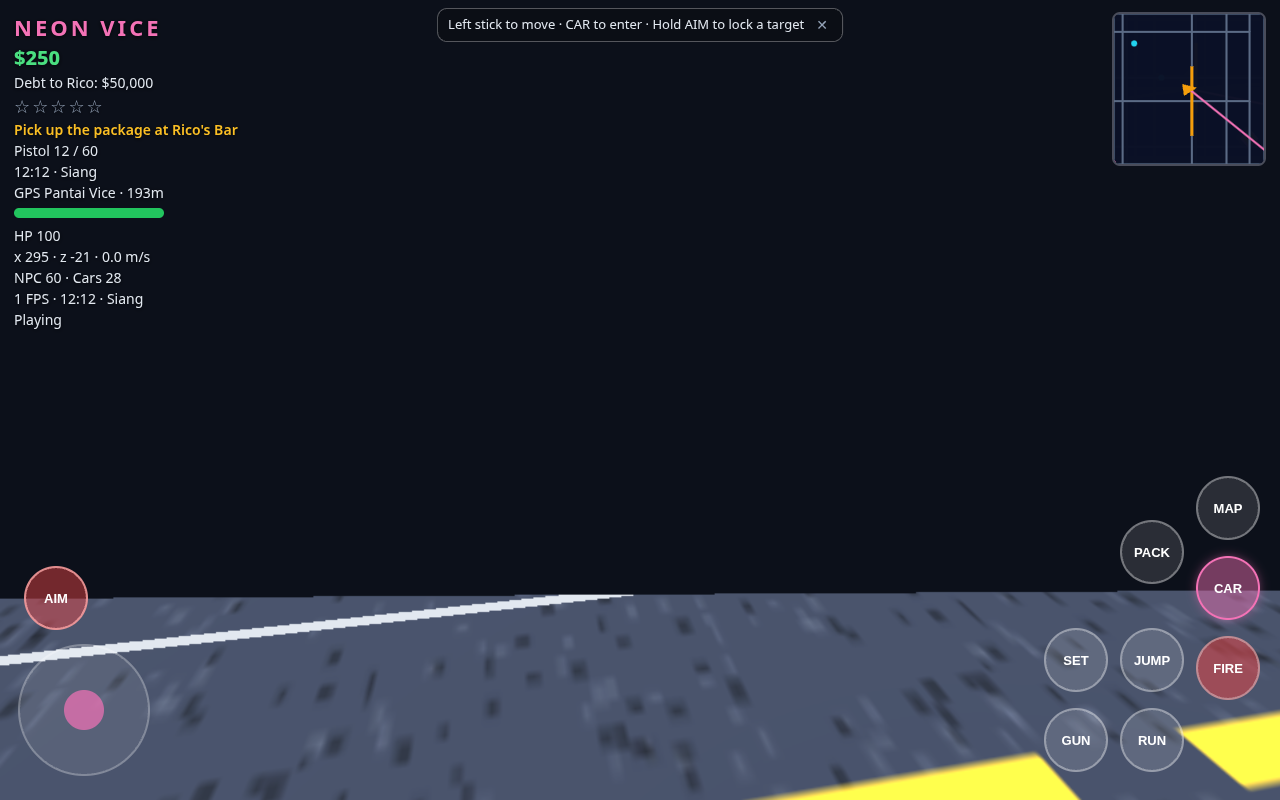 NEON VICE
$250
Debt to Rico: $50,000
☆☆☆☆☆
Pick up the package at Rico's Bar
Pistol 12 / 60
12:12 · Siang
GPS Pantai Vice · 193m
HP 100
x 295 · z -21 · 0.0 m/s
NPC 60 · Cars 28
1 FPS · 12:12 · Siang
Playing
Left stick to move · CAR to enter · Hold AIM to lock a target ✕
MAP
PACK
CAR
AIM
SET
JUMP
FIRE
GUN
RUN